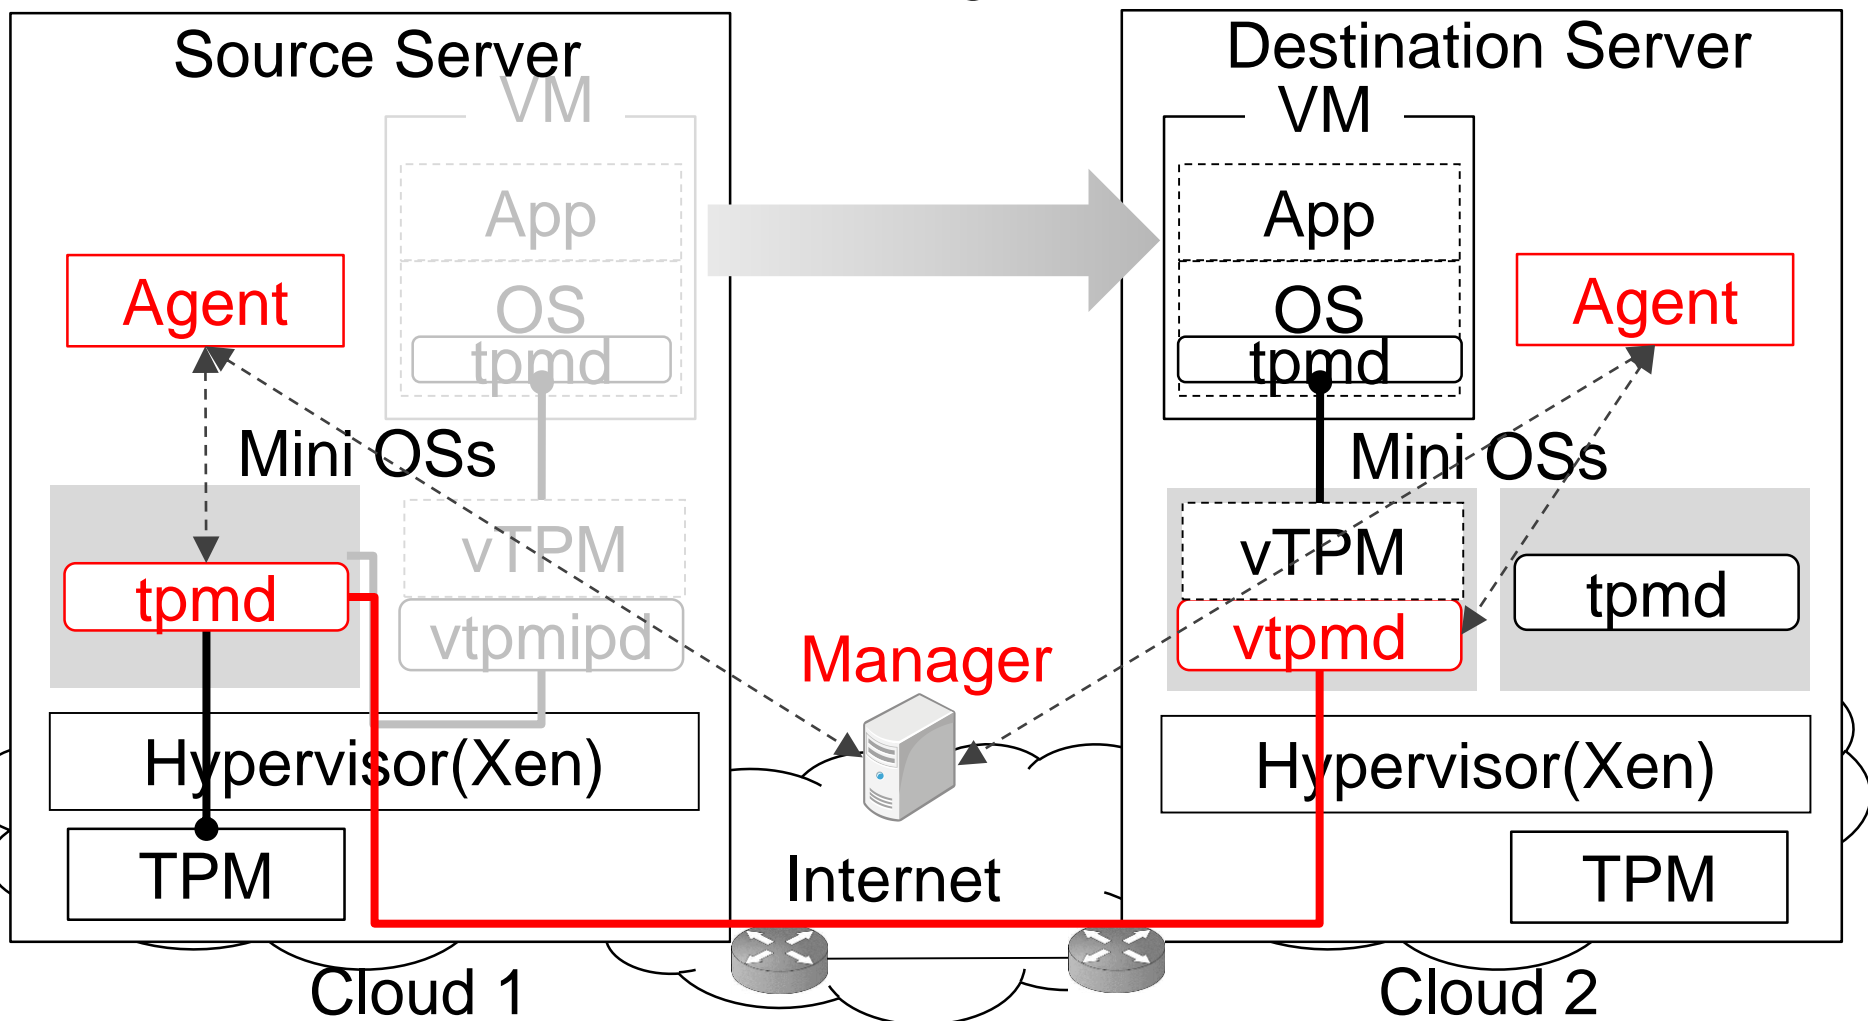 Source Server
VM
App
OS
tpmd
Agent
Mini OSs
vTPM
tpmd
vtpmipd
Hypervisor(Xen)
TPM
Cloud 1
Manager
Internet
Destination Server
VM
App
OS
tpmd
Agent
Mini OSs
vTPM
vtpmd
tpmd
Hypervisor(Xen)
TPM
Cloud 2